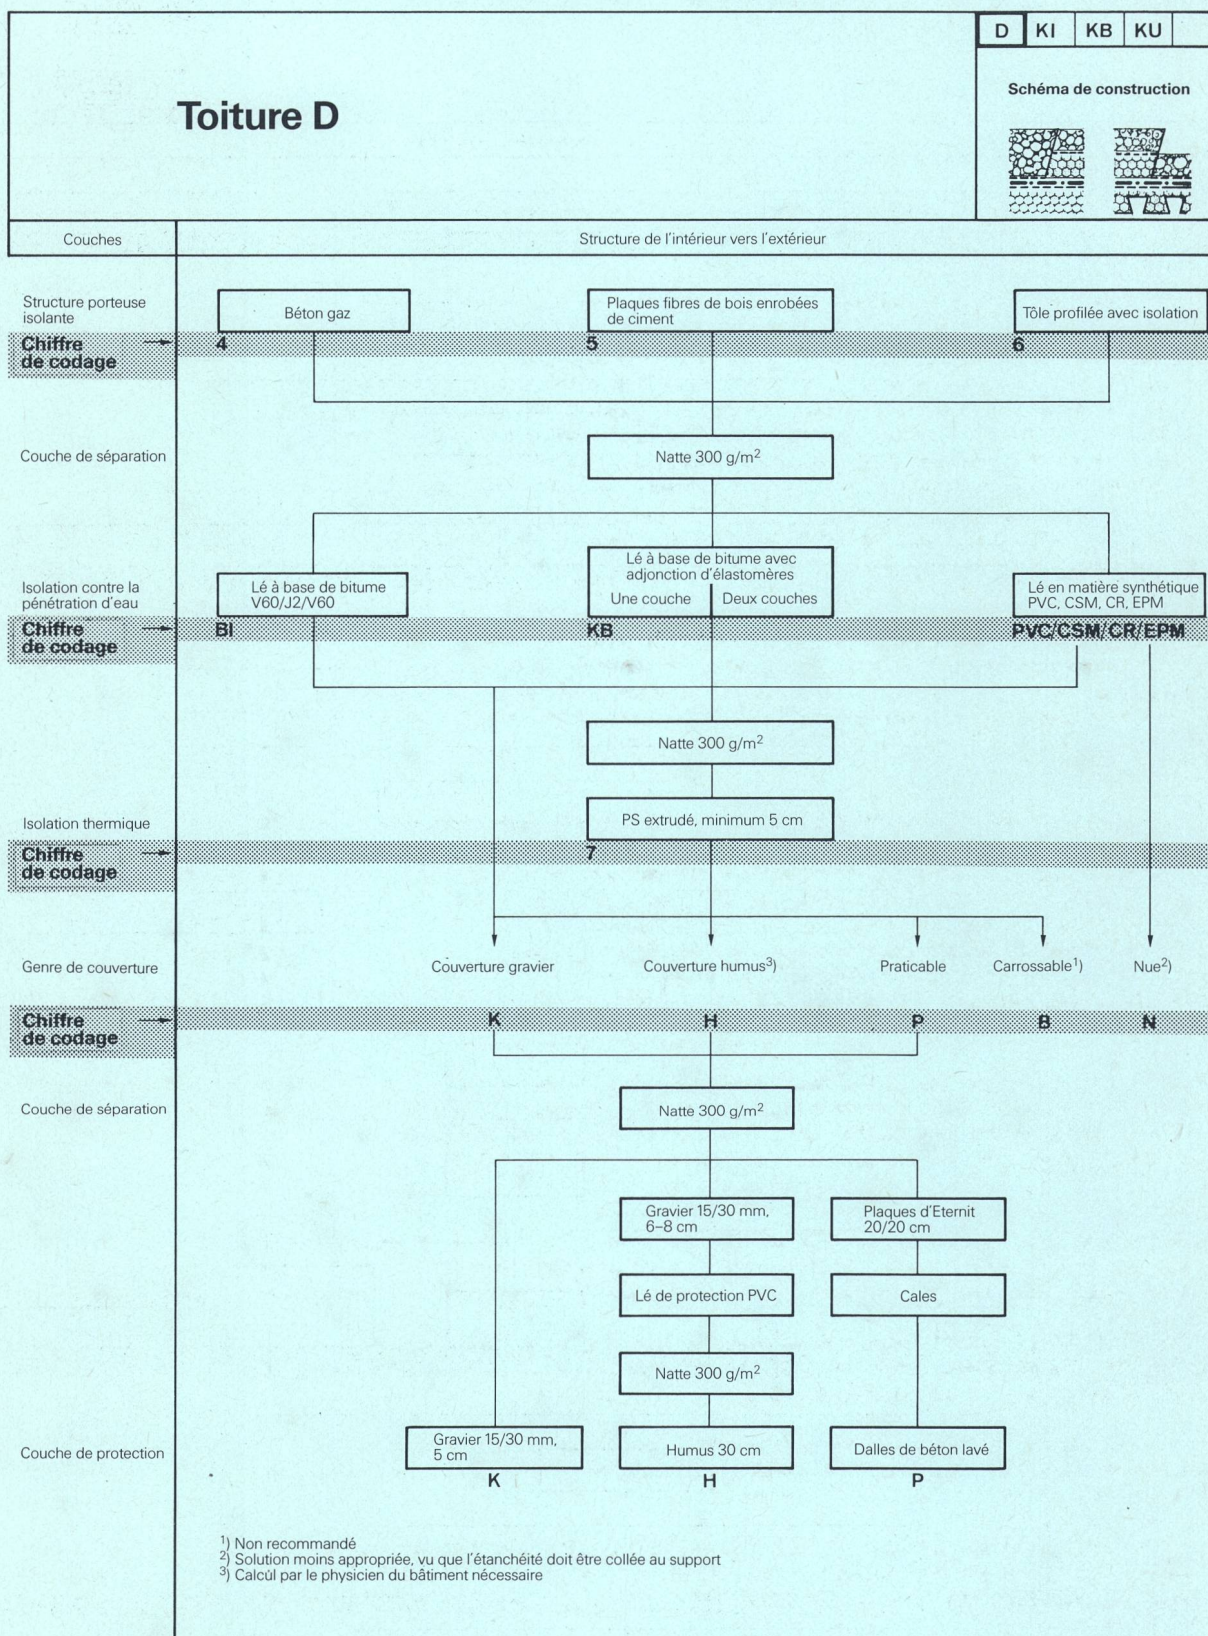 D KI KB KU
Toiture D
Schéma de construction
Couches
Structure de l'intérieur vers l'extérieur
Structure porteuse
isolante
Béton gaz
Plaques fibres de bois enrobées
de ciment
Tôle profilée avec isolation
Chiffre
de codage
4
5
6
Couche de séparation
Natte 300 g/m²
Isolation contre la
pénétration d'eau
Lé à base de bitume
V60/J2/V60
Lé à base de bitume avec
adjonction d'élastomères
Une couche
Deux couches
Lé en matière synthétique
PVC, CSM, CR, EPM
Chiffre
de codage
BI
KB
PVC/CSM/CR/EPM
Natte 300 g/m²
Isolation thermique
PS extrudé, minimum 5 cm
Chiffre
de codage
7
Genre de couverture
Couverture gravier
Couverture humus³)
Praticable
Carrossable¹)
Nue²)
Chiffre
de codage
K
H
P
B
N
Couche de séparation
Natte 300 g/m²
Gravier 15/30 mm,
6–8 cm
Plaques d'Eternit
20/20 cm
Lé de protection PVC
Cales
Natte 300 g/m²
Couche de protection
Gravier 15/30 mm,
5 cm
Humus 30 cm
Dalles de béton lavé
K
H
P
¹) Non recommandé
²) Solution moins appropriée, vu que l'étanchéité doit être collée au support
³) Calcul par le physicien du bâtiment nécessaire